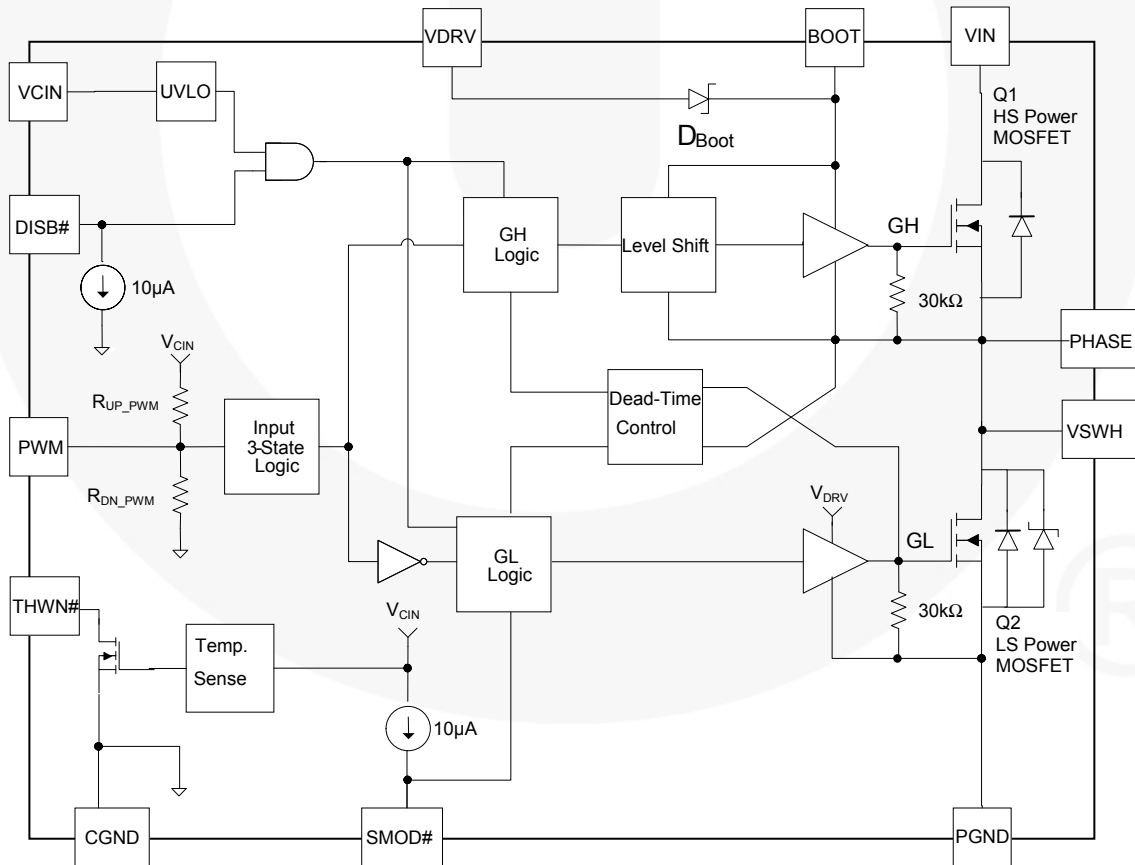 VDRV
BOOT
VIN
VCIN
UVLO
Q1
HS Power
MOSFET
DBoot
DISB#
GH
Logic
Level Shift
GH
10µA
30kΩ
VCIN
PHASE
RUP_PWM
Dead-Time
Control
PWM
Input
3-State
Logic
VSWH
RDN_PWM
VDRV
GL
Logic
GL
THWN#
VCIN
30kΩ
Q2
LS Power
MOSFET
Temp.
Sense
10µA
CGND
SMOD#
PGND
R